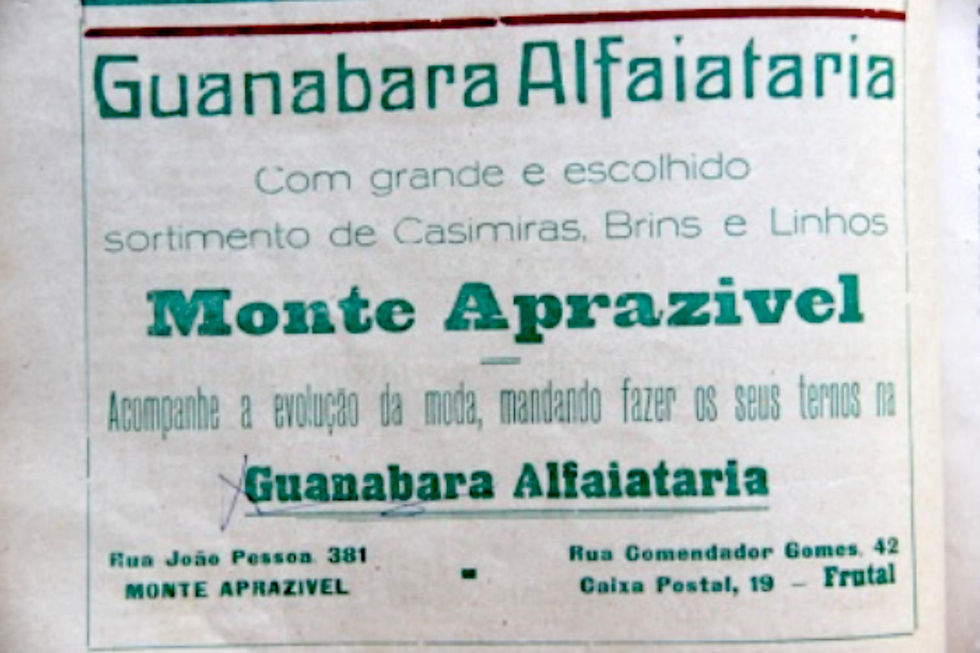 Guanabara Alfaiataria
Com grande e escolhido
sortimento de Casimiras, Brins e Linhos
Monte Aprazivel
Acompanhe a evolução da moda, mandando fazer os seus ternos na
Guanabara Alfaiataria
Rua João Pessoa, 381
MONTE APRAZIVEL
Rua Comendador Gomes, 42
Caixa Postal, 19 — Frutal